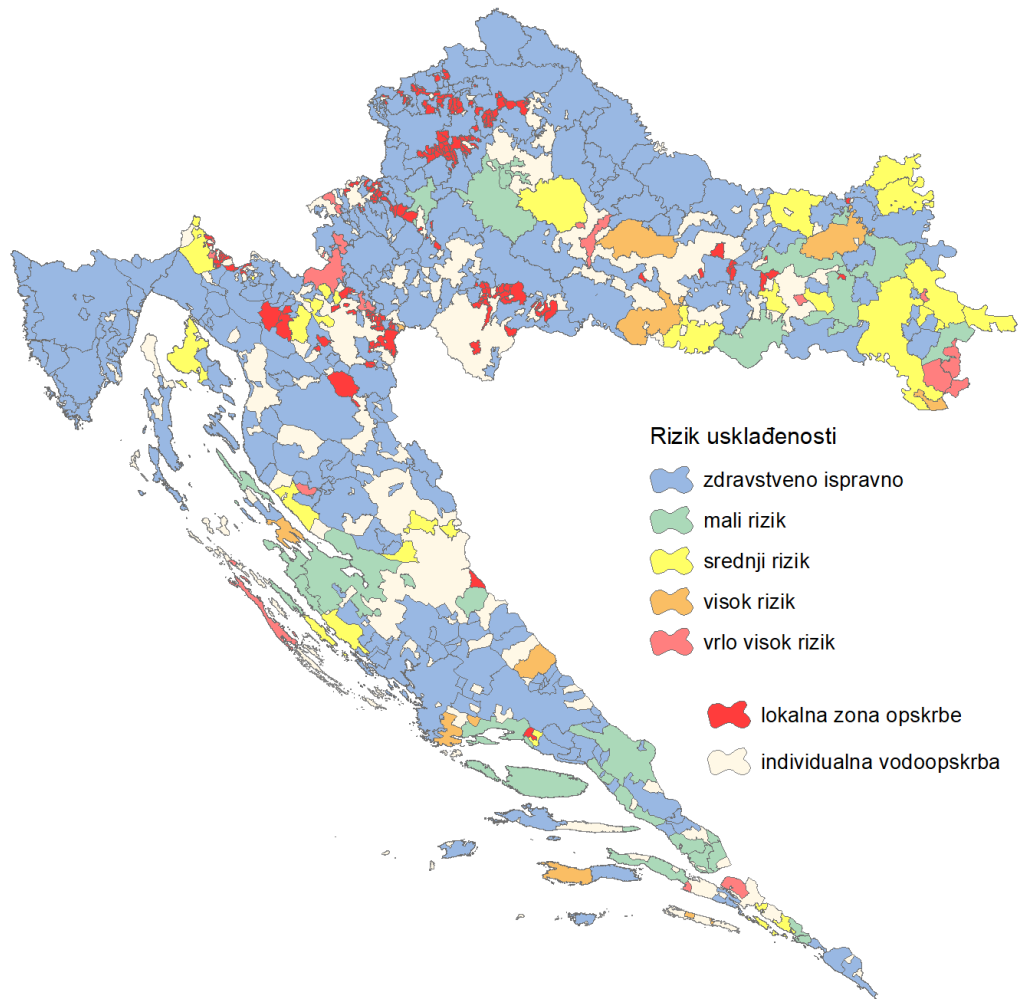 Rizik usklađenosti
zdravstveno ispravno
mali rizik
srednji rizik
visok rizik
vrlo visok rizik
lokalna zona opskrbe
individualna vodoopskrba